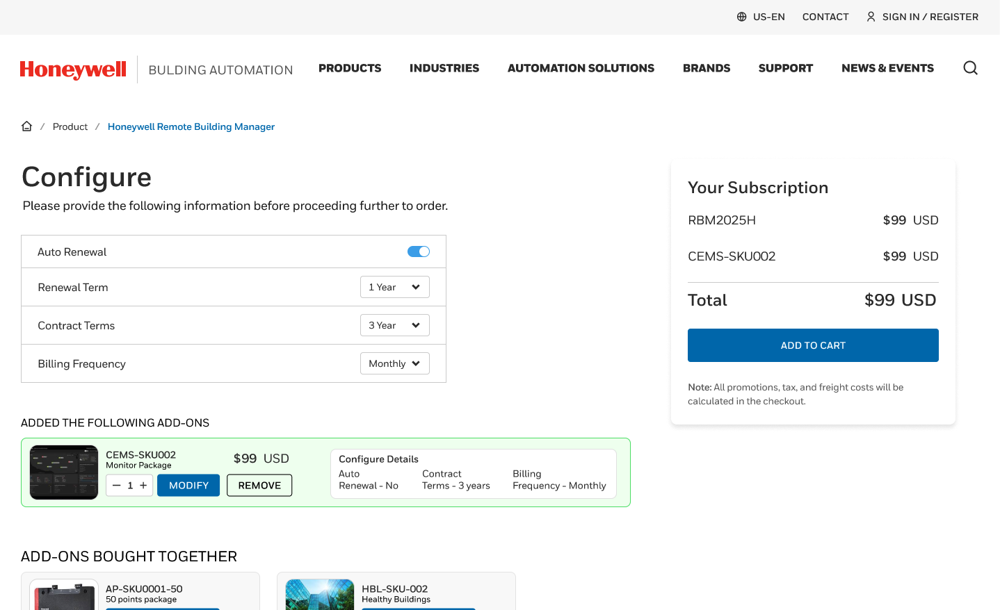 US-EN CONTACT SIGN IN / REGISTER
Honeywell BULDING AUTOMATION PRODUCTS INDUSTRIES AUTOMATION SOLUTIONS BRANDS SUPPORT NEWS & EVENTS
/ Product / Honeywell Remote Building Manager
Configure
Please provide the following information before proceeding further to order.
Auto Renewal
Renewal Term 1 Year
Contract Terms 3 Year
Billing Frequency Monthly
Your Subscription
RBM2025H $99 USD
CEMS-SKU002 $99 USD
Total $99 USD
ADD TO CART
Note: All promotions, tax, and freight costs will be
calculated in the checkout.
ADDED THE FOLLOWING ADD-ONS
CEMS-SKU002
Monitor Package
$99 USD
1 MODIFY REMOVE
Configure Details
Auto
Renewal - No
Contract
Terms - 3 years
Billing
Frequency - Monthly
ADD-ONS BOUGHT TOGETHER
AP-SKU0001-50
50 points package
HBL-SKU-002
Healthy Buildings